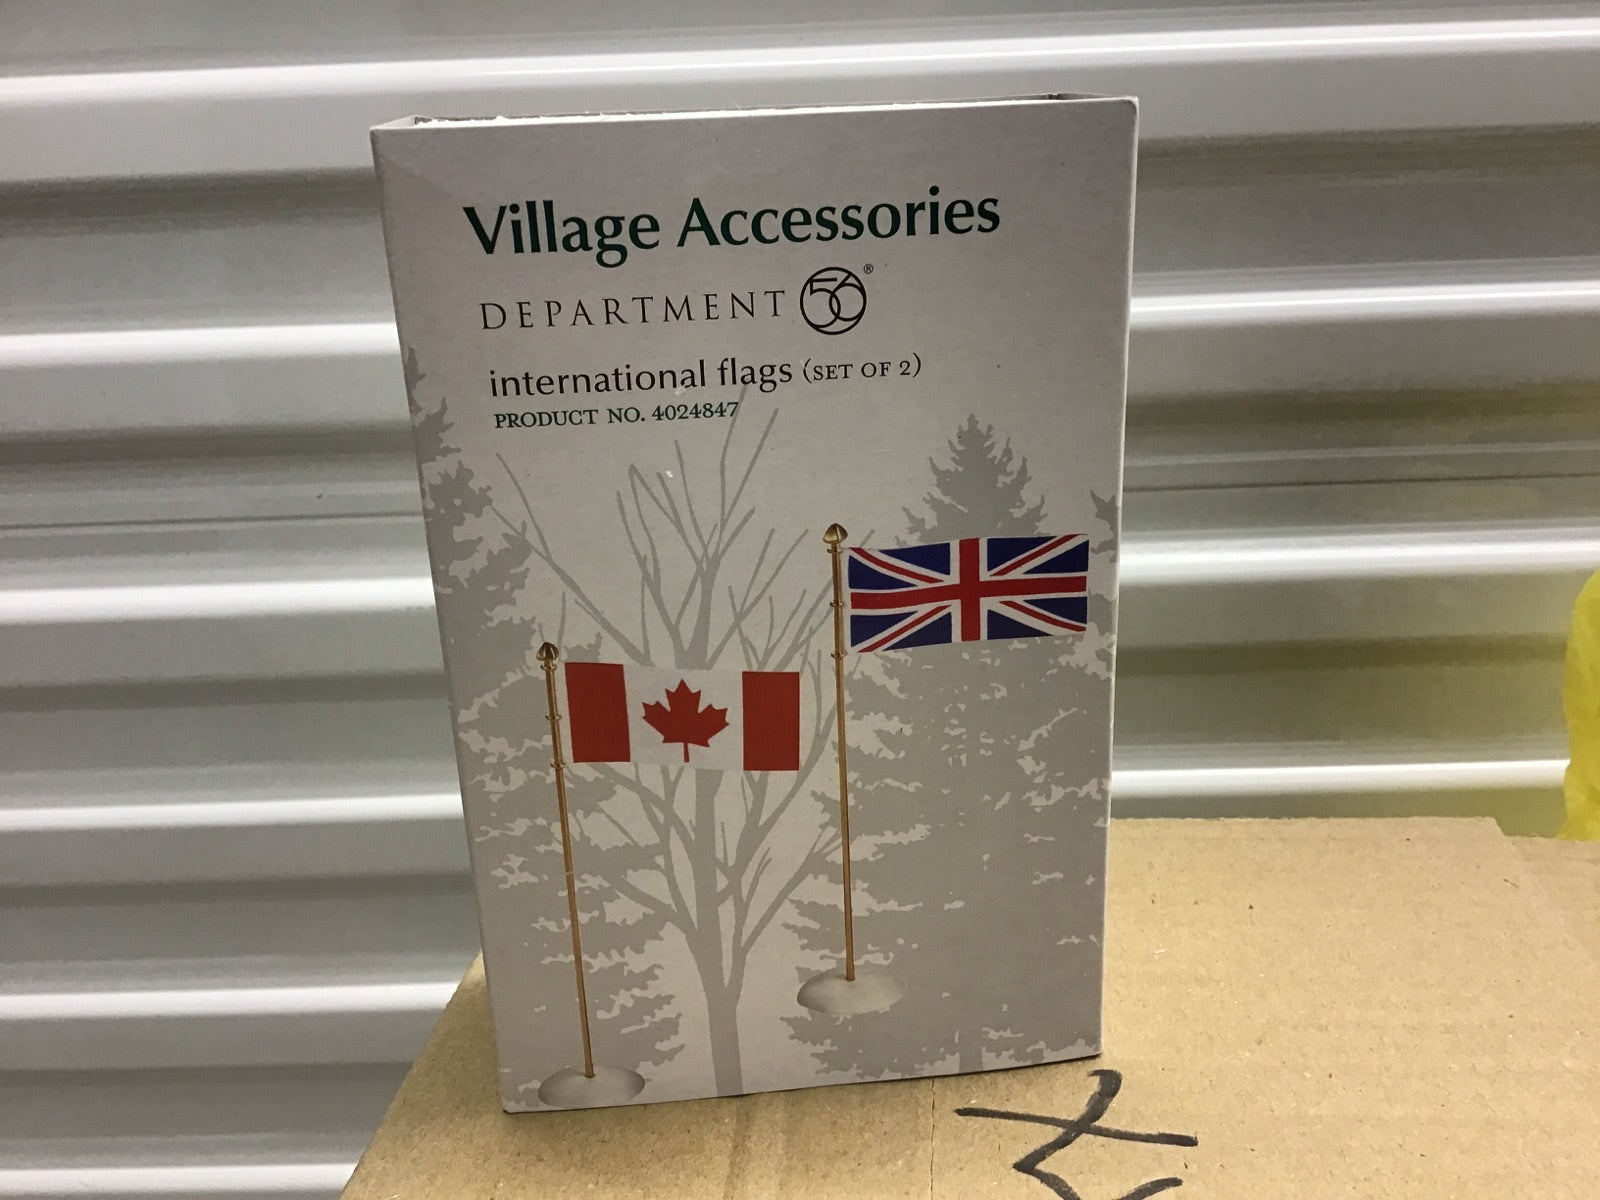 Village Accessories
DEPARTMENT 56®
international flags (SET OF 2)
PRODUCT NO. 4024847